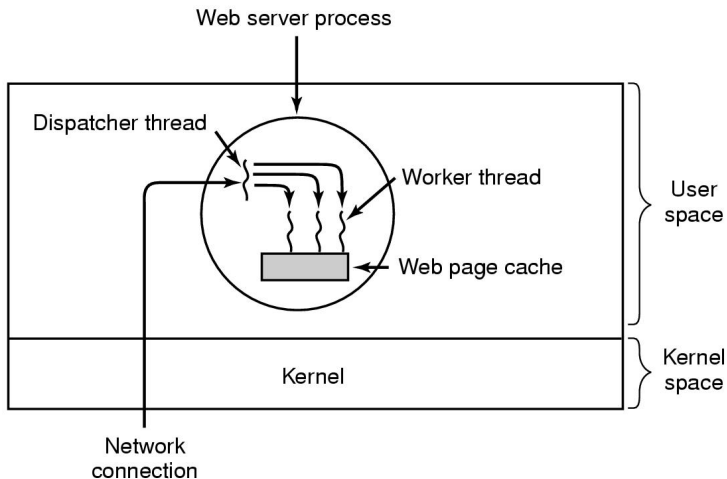 Web server process
Dispatcher thread
Worker thread
Web page cache
User
space
Kernel
Kernel
space
Network
connection